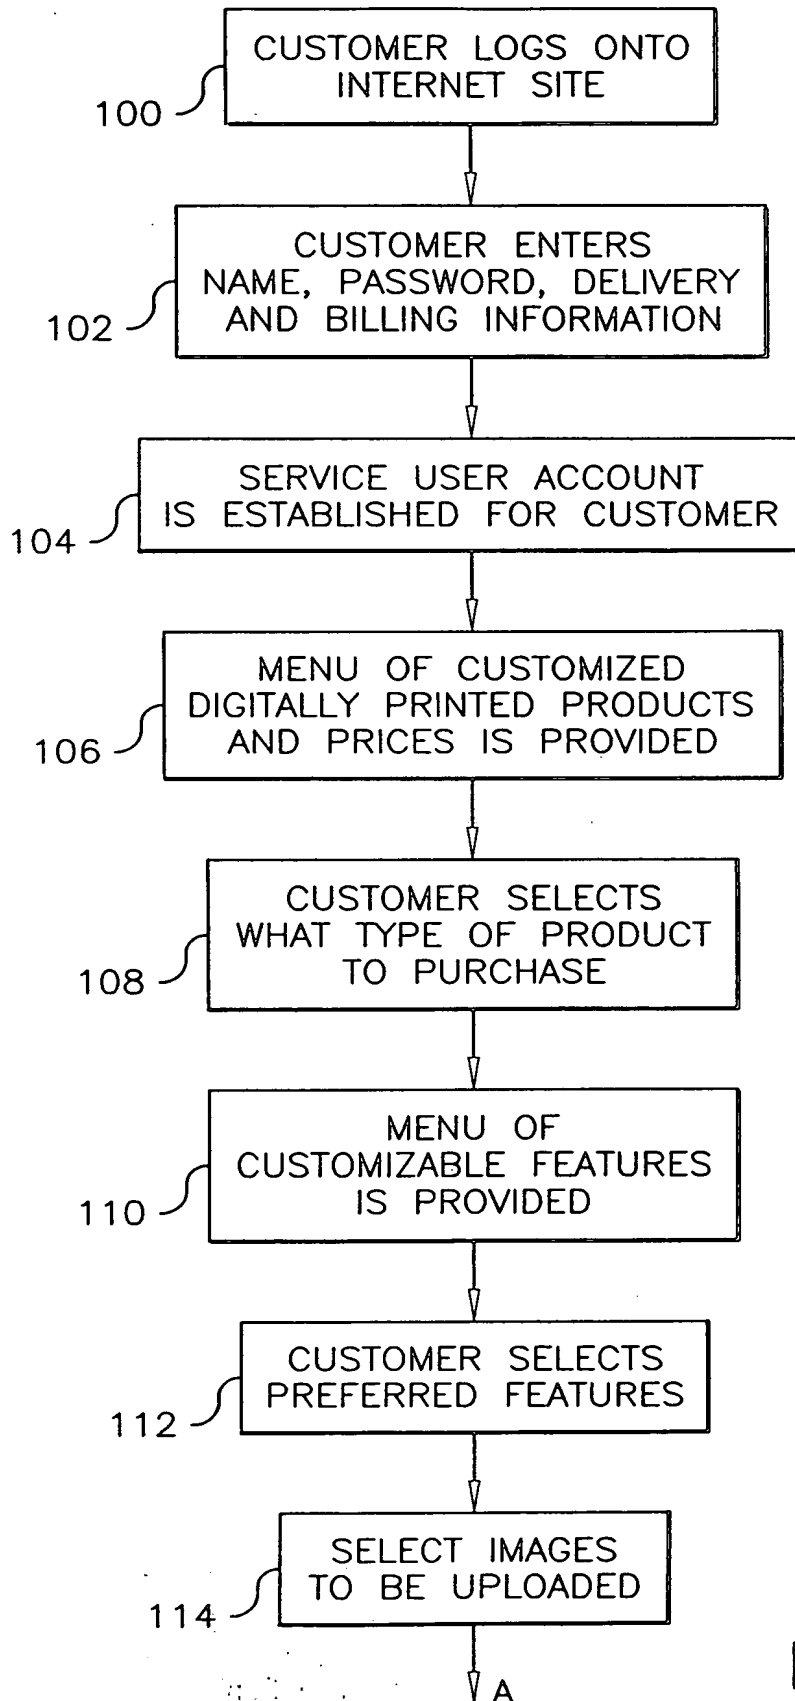 CUSTOMER LOGS ONTO
INTERNET SITE
100
CUSTOMER ENTERS
NAME, PASSWORD, DELIVERY
AND BILLING INFORMATION
102
SERVICE USER ACCOUNT
IS ESTABLISHED FOR CUSTOMER
104
MENU OF CUSTOMIZED
DIGITALLY PRINTED PRODUCTS
AND PRICES IS PROVIDED
106
CUSTOMER SELECTS
WHAT TYPE OF PRODUCT
TO PURCHASE
108
MENU OF
CUSTOMIZABLE FEATURES
IS PROVIDED
110
CUSTOMER SELECTS
PREFERRED FEATURES
112
SELECT IMAGES
TO BE UPLOADED
114
A